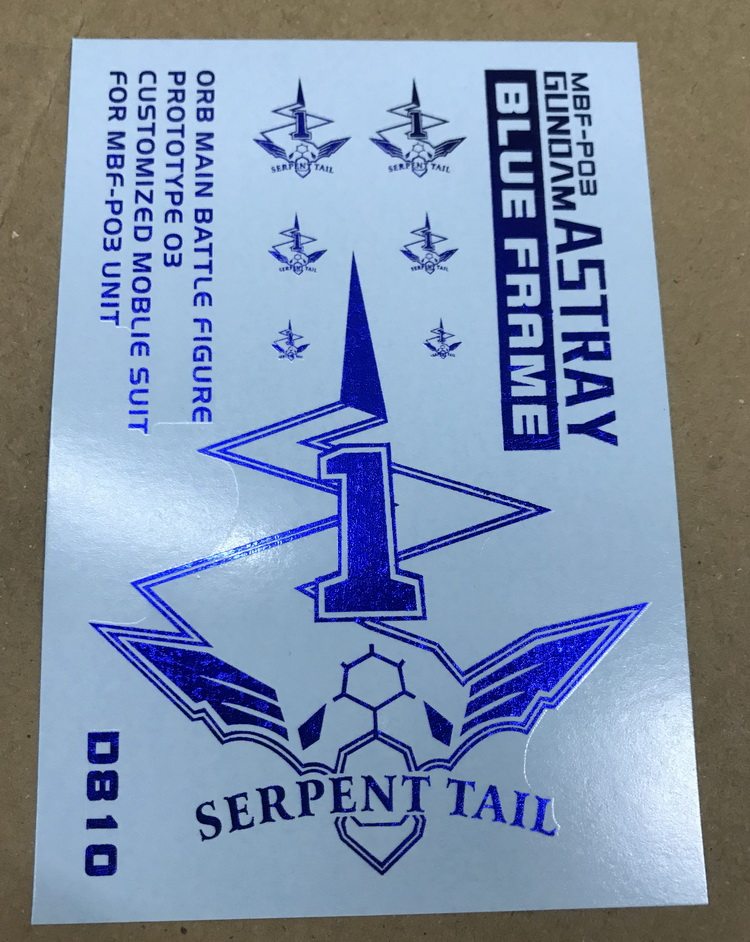 MBF-P03
GUNDAM ASTRAY
BLUE FRAME
ORB MAIN BATTLE FIGURE
PROTOTYPE 03
CUSTOMIZED MOBLIE SUIT
FOR MBF-P03 UNIT
1
SERPENT TAIL
1
SERPENT TAIL
1
SERPENT TAIL
1
SERPENT TAIL
1
SERPENT TAIL
D810